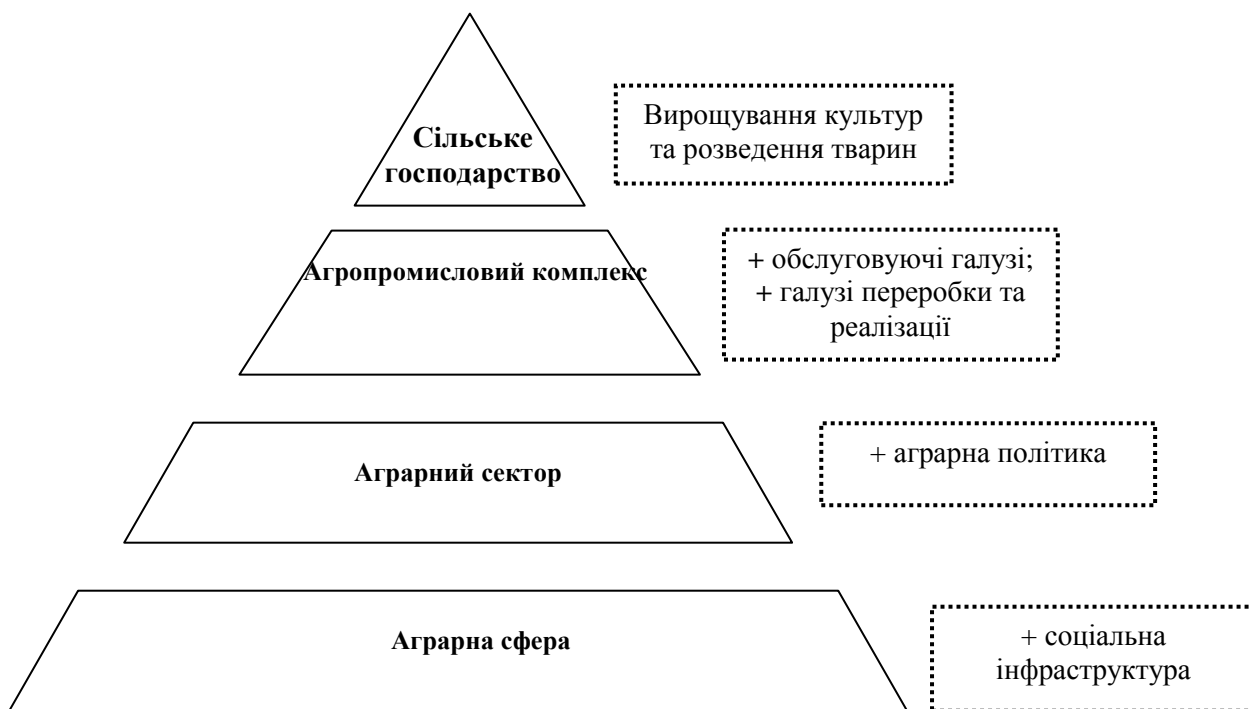 Сільське
господарство
Вирощування культур
та розведення тварин
Агропромисловий комплекс
+ обслуговуючі галузі;
+ галузі переробки та
реалізації
Аграрний сектор
+ аграрна політика
Аграрна сфера
+ соціальна
інфраструктура